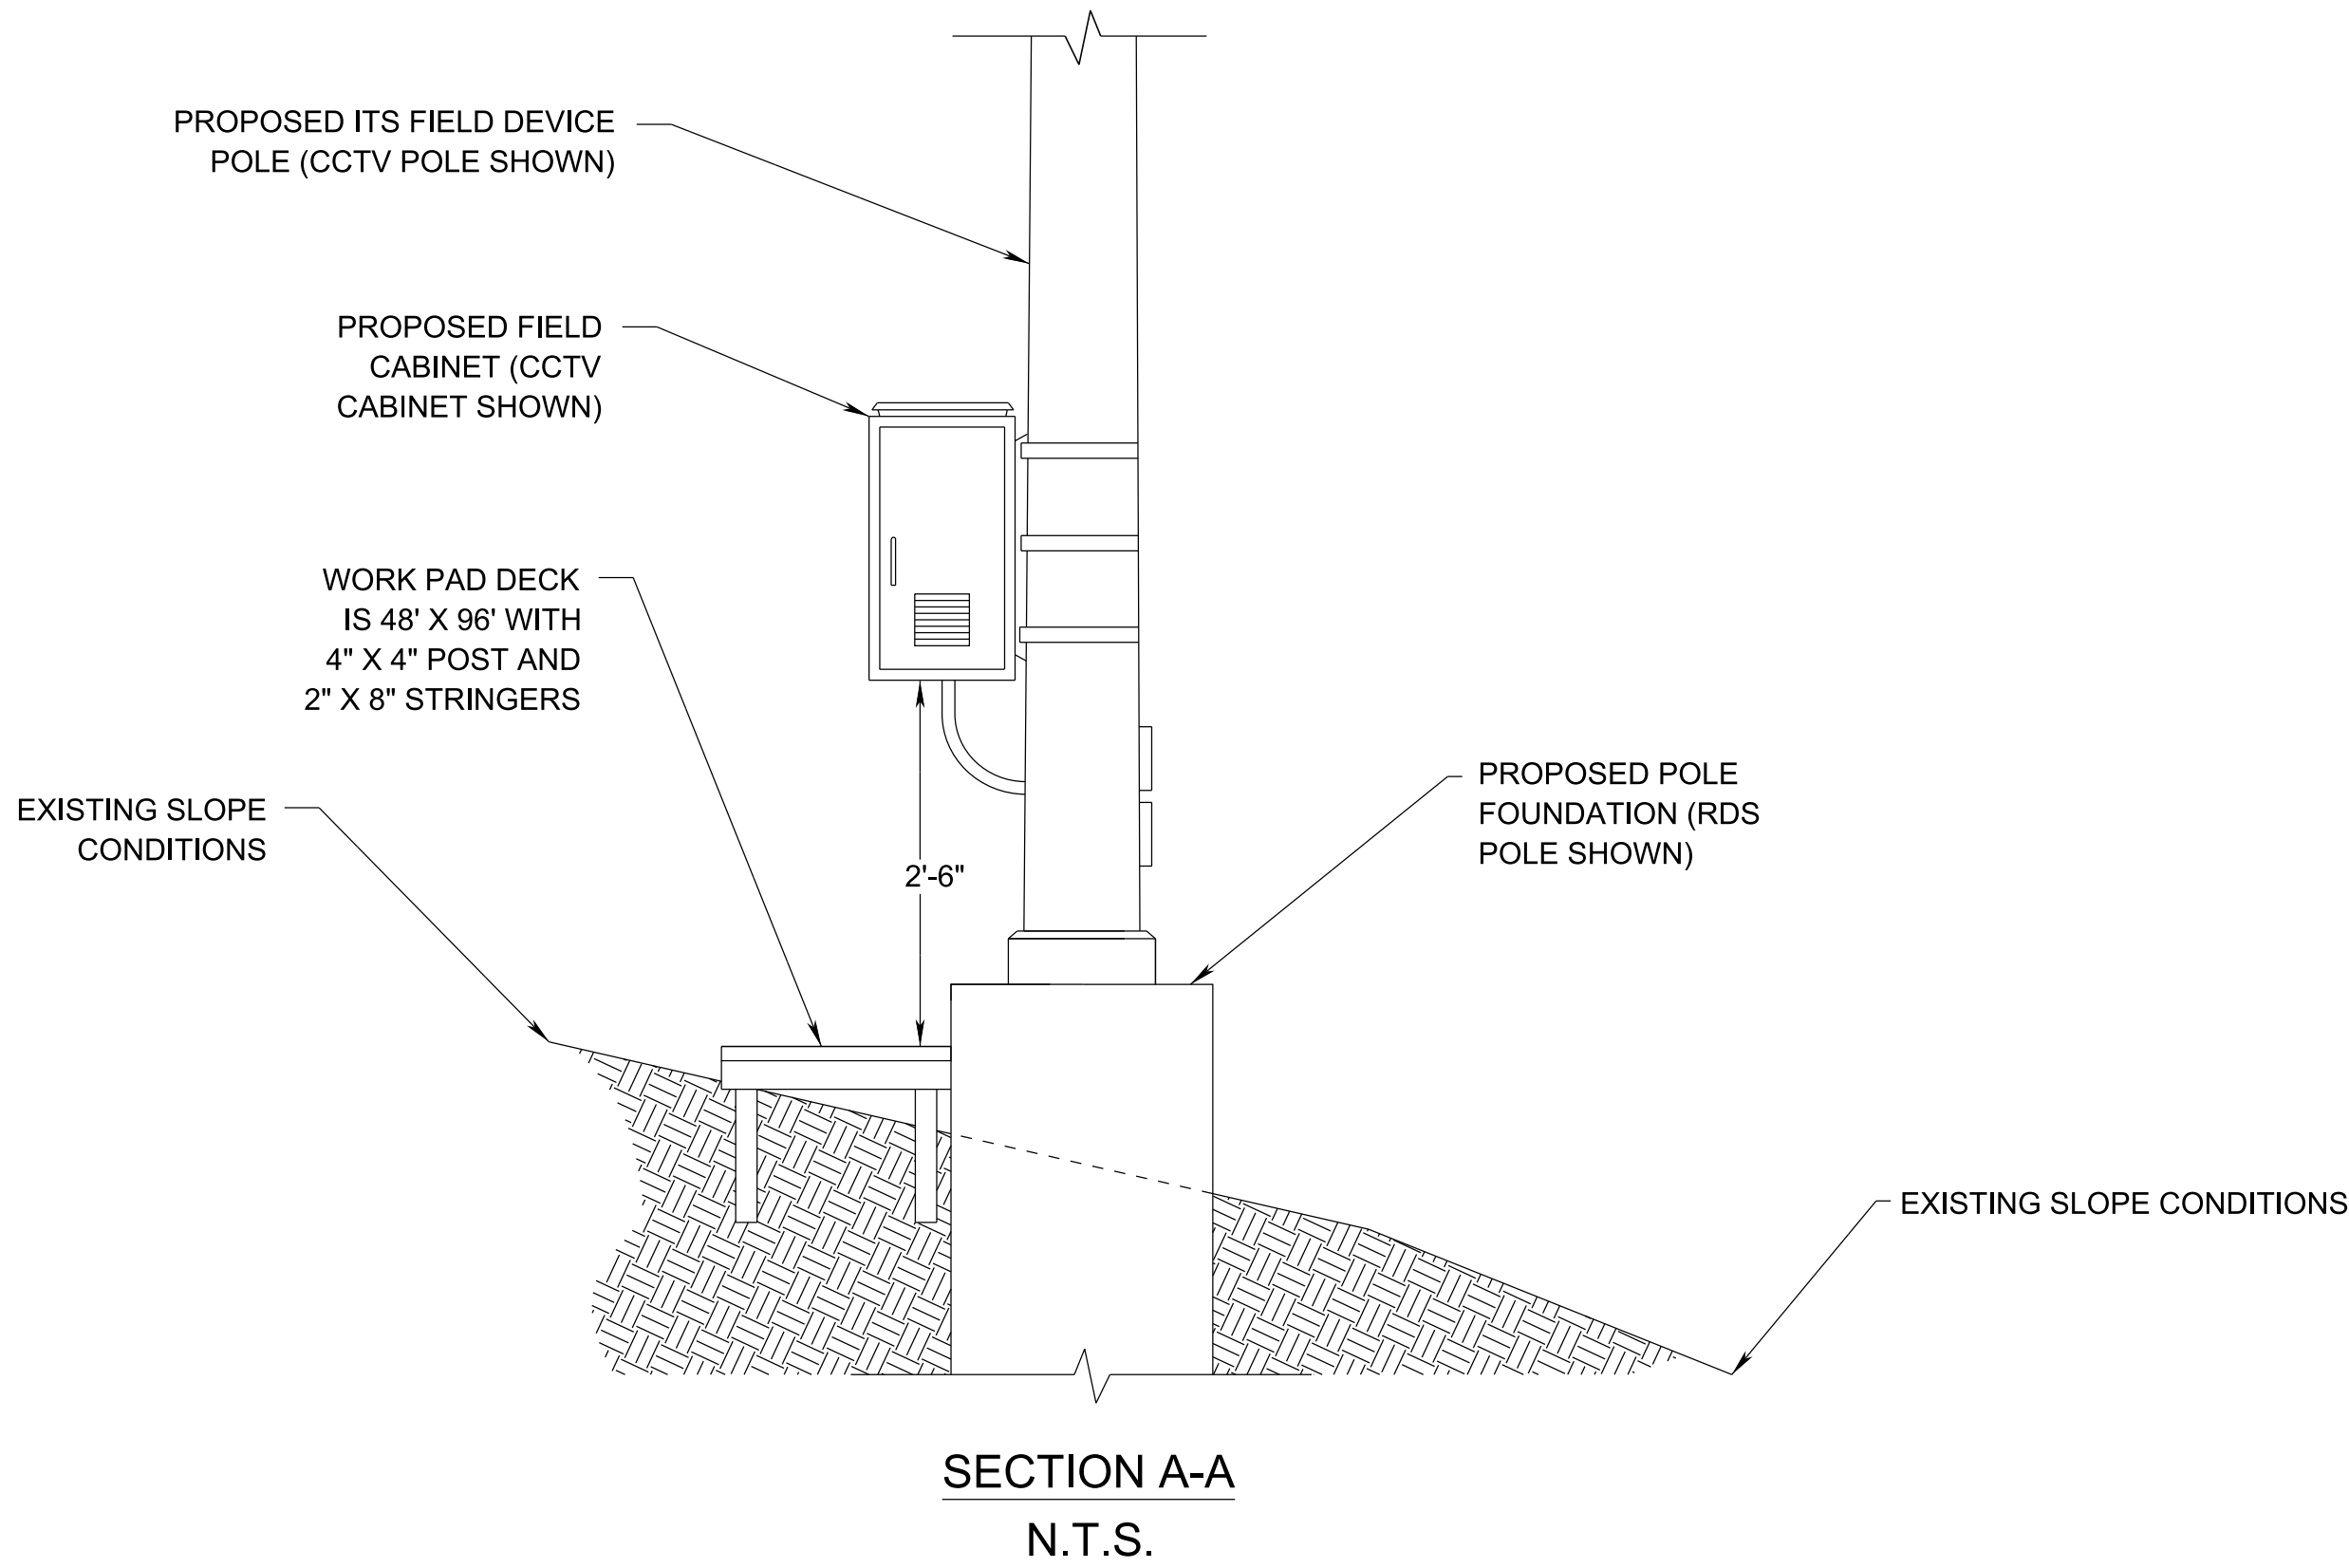 PROPOSED ITS FIELD DEVICE
POLE (CCTV POLE SHOWN)
PROPOSED FIELD
CABINET (CCTV
CABINET SHOWN)
WORK PAD DECK
IS 48' X 96' WITH
4" X 4" POST AND
2" X 8" STRINGERS
EXISTING SLOPE
CONDITIONS
2'-6"
PROPOSED POLE
FOUNDATION (RDS
POLE SHOWN)
EXISTING SLOPE CONDITIONS
SECTION A-A
N.T.S.